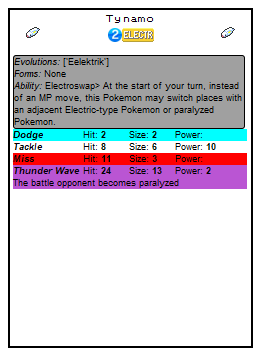 Tynamo
2 ELECTR
Evolutions: ['Eelektrik']
Forms: None
Ability: Electroswap> At the start of your turn, instead
of an MP move, this Pokemon may switch places with
an adjacent Electric-type Pokemon or paralyzed
Pokemon.
Dodge Hit: 2 Size: 2 Power:
Tackle Hit: 8 Size: 6 Power: 10
Miss Hit: 11 Size: 3 Power:
Thunder Wave Hit: 24 Size: 13 Power: 2
The battle opponent becomes paralyzed